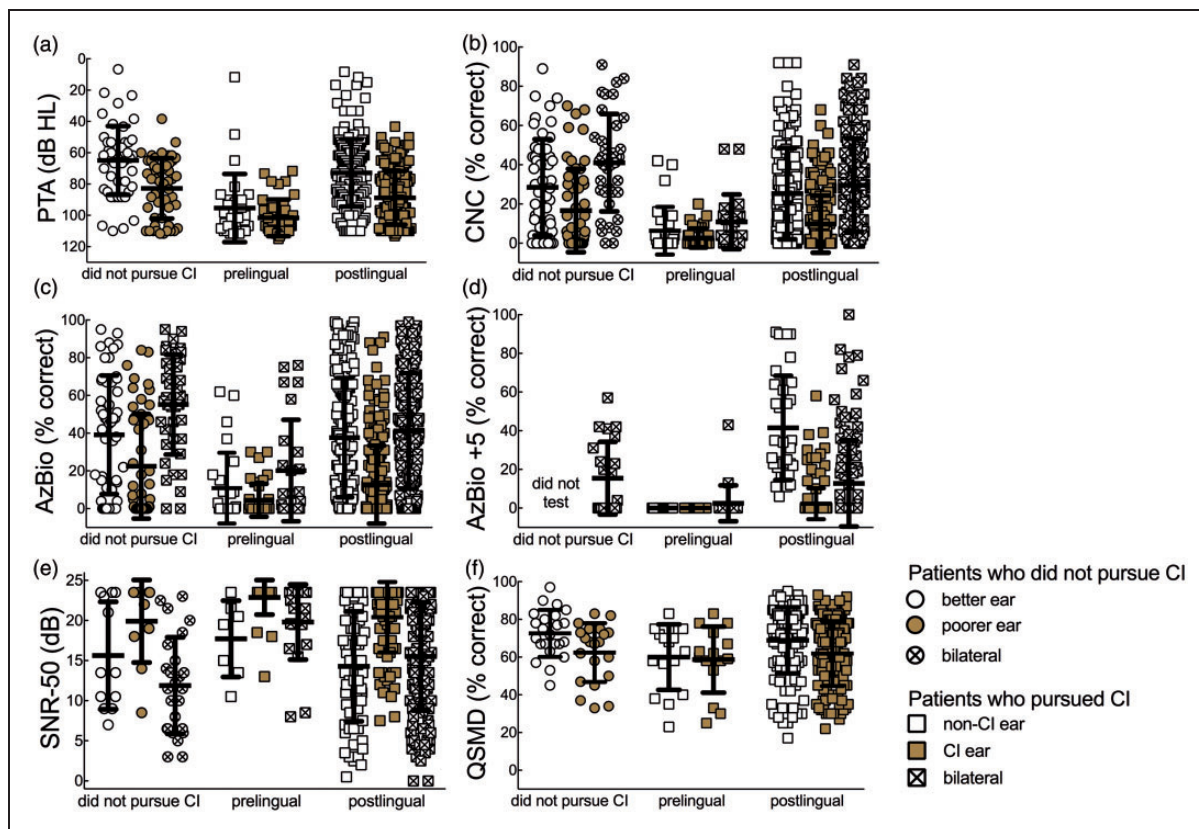 (a)
PTA (dB HL)
0
20
40
60
80
100
120
did not pursue CI prelingual postlingual
(b)
CNC (% correct)
100
80
60
40
20
0
did not pursue CI prelingual postlingual
(c)
AzBio (% correct)
100
80
60
40
20
0
did not pursue CI prelingual postlingual
(d)
AzBio +5 (% correct)
100
80
60
40
20
0
did not
test
did not pursue CI prelingual postlingual
(e)
SNR-50 (dB)
25
20
15
10
5
0
did not pursue CI prelingual postlingual
(f)
QSMD (% correct)
100
80
60
40
20
0
did not pursue CI prelingual postlingual
Patients who did not pursue CI
better ear
poorer ear
bilateral
Patients who pursued CI
non-CI ear
CI ear
bilateral